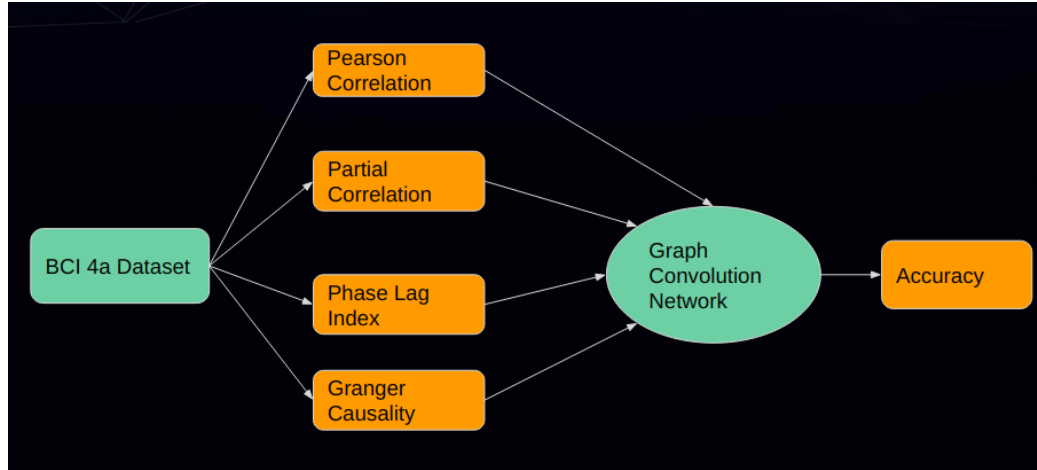 Pearson
Correlation
Partial
Correlation
BCI 4a Dataset
Graph
Convolution
Network
Accuracy
Phase Lag
Index
Granger
Causality